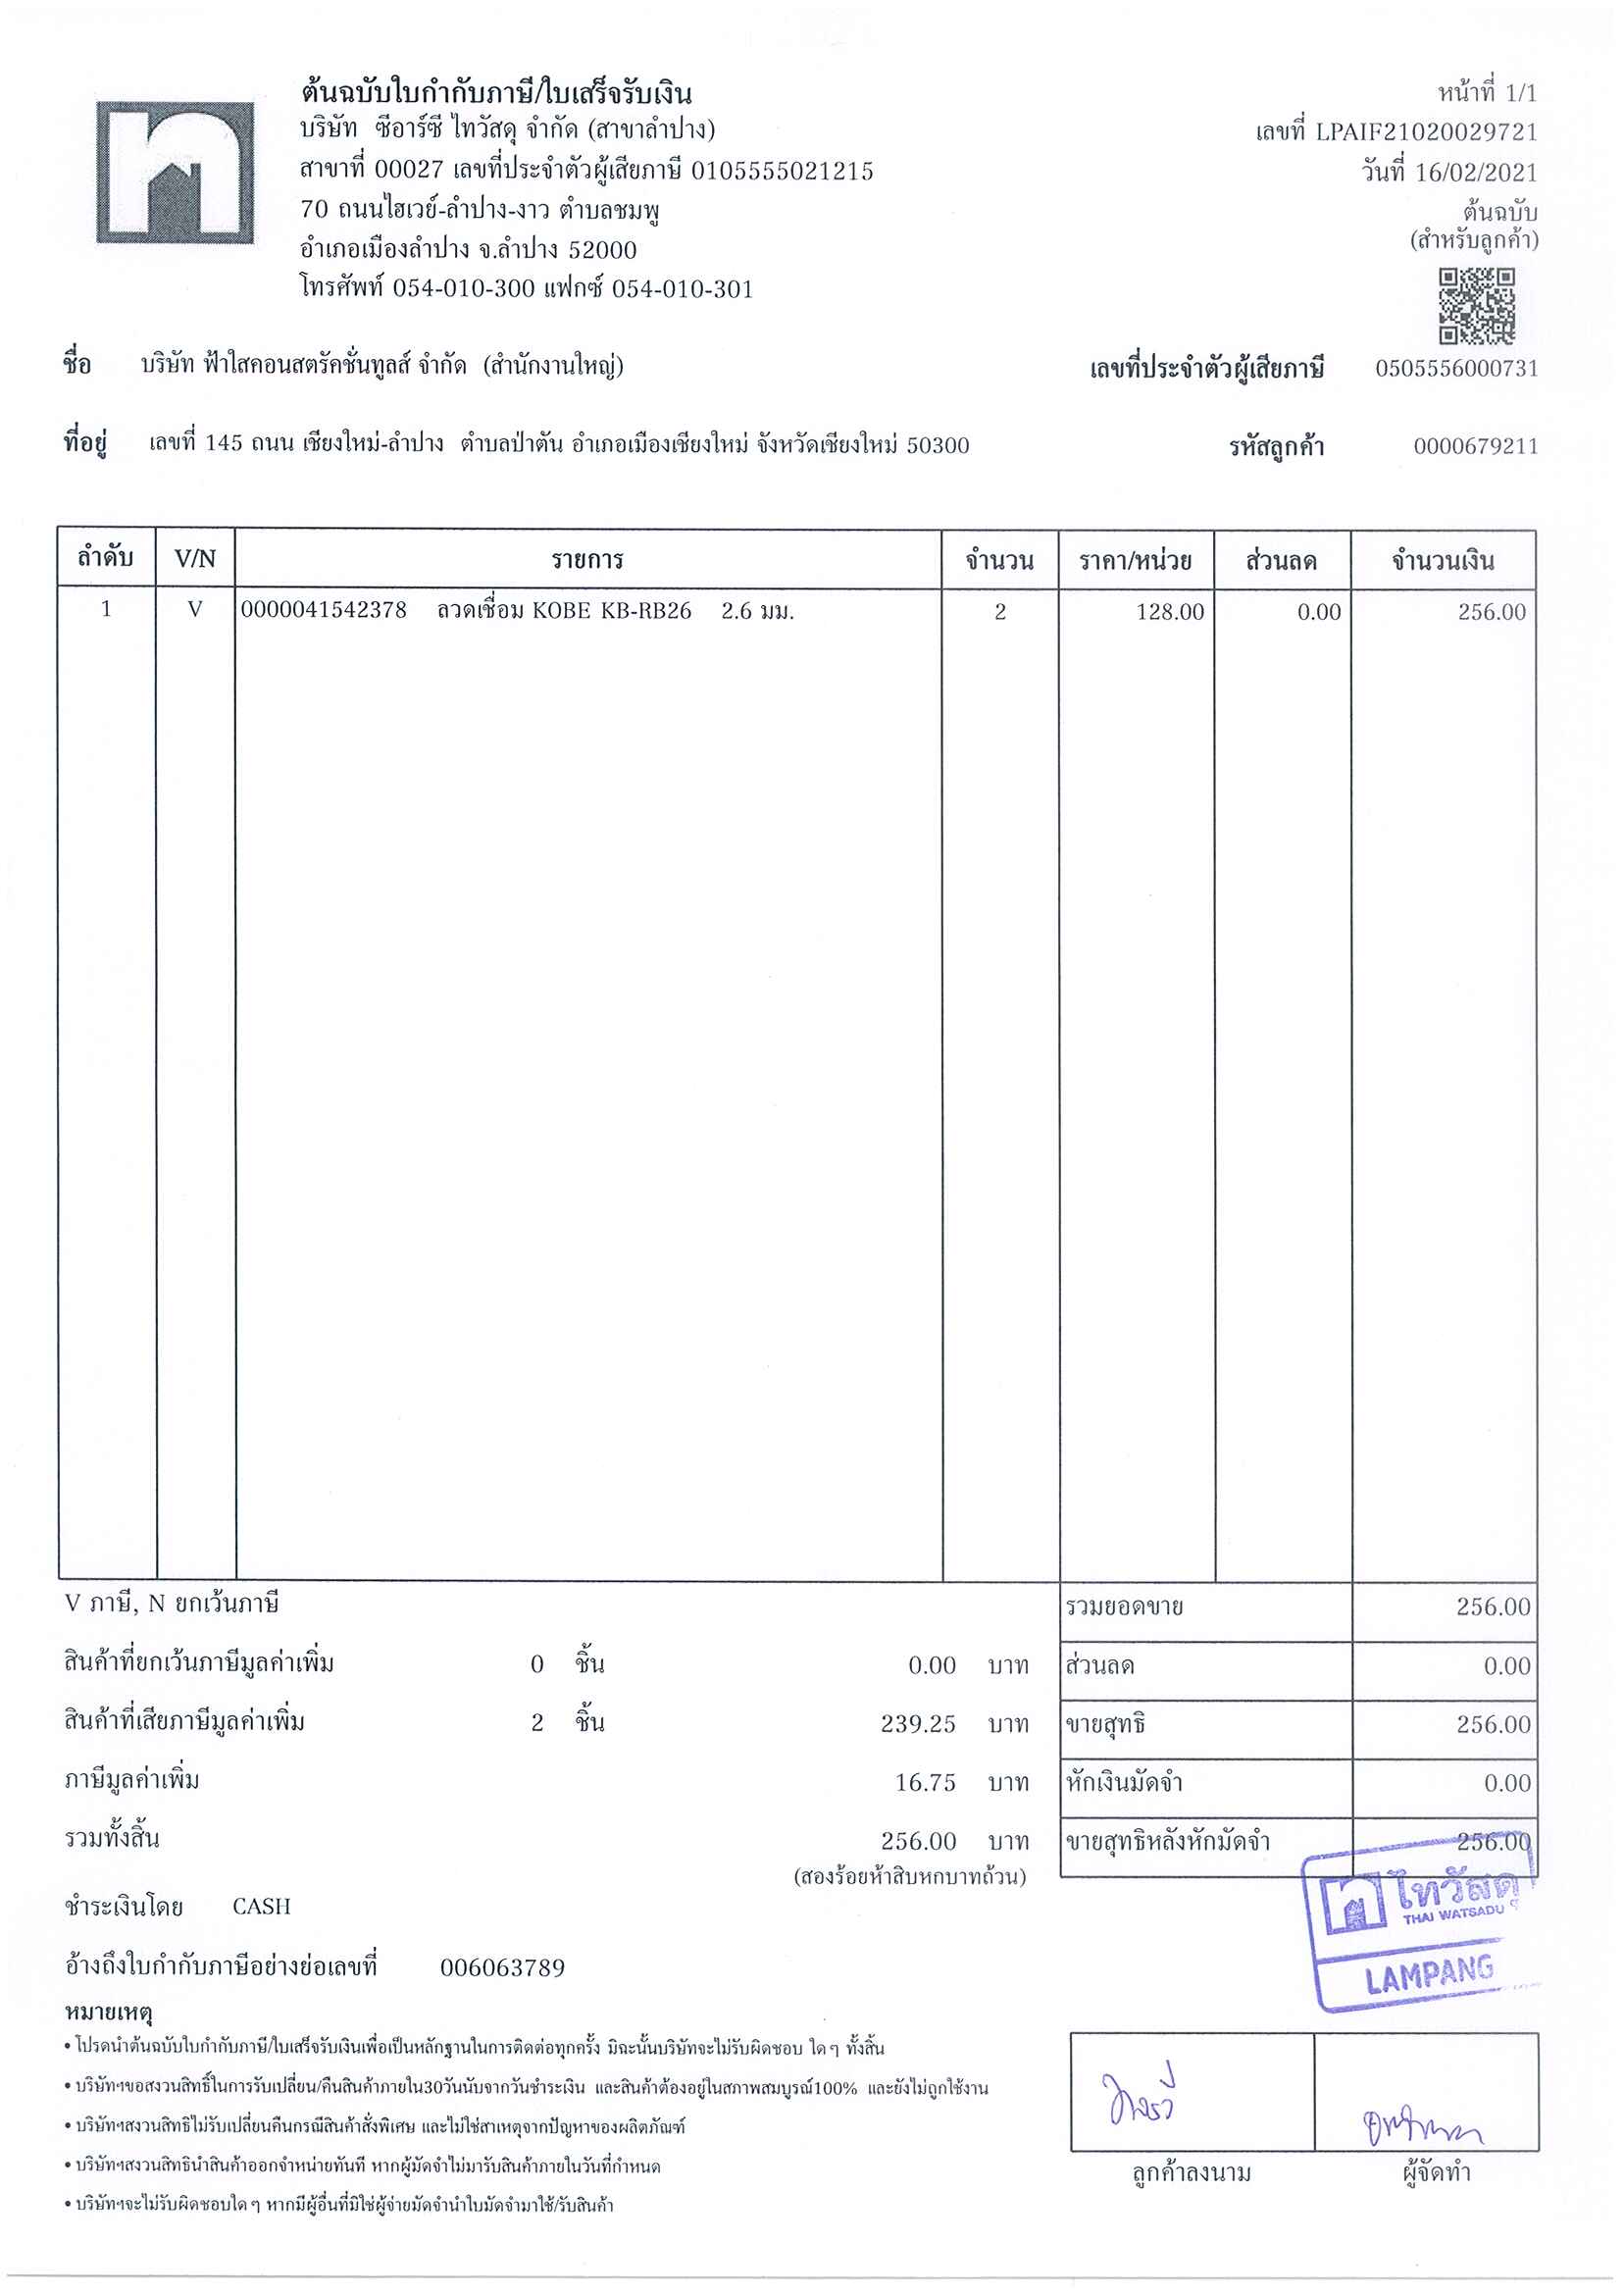 ต้นฉบับใบกำกับภาษี/ใบเสร็จรับเงิน
บริษัท ซีอาร์ซี ไทวัสดุ จำกัด (สาขาลำปาง)
สาขาที่ 00027 เลขที่ประจำตัวผู้เสียภาษี 0105555021215
70 ถนนไฮเวย์-ลำปาง-งาว ตำบลชมพู
อำเภอเมืองลำปาง จ.ลำปาง 52000
โทรศัพท์ 054-010-300 แฟกซ์ 054-010-301
หน้าที่ 1/1
เลขที่ LPAIF21020029721
วันที่ 16/02/2021
ต้นฉบับ
(สำหรับลูกค้า)
ชื่อ บริษัท ฟ้าใสคอนสตรัคชั่นทูลส์ จำกัด (สำนักงานใหญ่) เลขที่ประจำตัวผู้เสียภาษี 0505556000731
ที่อยู่ เลขที่ 145 ถนน เชียงใหม่-ลำปาง ตำบลป่าตัน อำเภอเมืองเชียงใหม่ จังหวัดเชียงใหม่ 50300 รหัสลูกค้า 0000679211
ลำดับ V/N รายการ จำนวน ราคา/หน่วย ส่วนลด จำนวนเงิน
1 V 0000041542378 ลวดเชื่อม KOBE KB-RB26 2.6 มม. 2 128.00 0.00 256.00
V ภาษี, N ยกเว้นภาษี รวมยอดขาย 256.00
สินค้าที่ยกเว้นภาษีมูลค่าเพิ่ม 0 ชิ้น 0.00 บาท ส่วนลด 0.00
สินค้าที่เสียภาษีมูลค่าเพิ่ม 2 ชิ้น 239.25 บาท ขายสุทธิ 256.00
ภาษีมูลค่าเพิ่ม 16.75 บาท หักเงินมัดจำ 0.00
รวมทั้งสิ้น 256.00 บาท ขายสุทธิหลังหักมัดจำ 256.00
(สองร้อยห้าสิบหกบาทถ้วน)
ชำระเงินโดย CASH
อ้างถึงใบกำกับภาษีอย่างย่อเลขที่ 006063789
ไทวัสดุ
THAI WATSADU
LAMPANG
หมายเหตุ
• โปรดนำต้นฉบับใบกำกับภาษี/ใบเสร็จรับเงินเพื่อเป็นหลักฐานในการติดต่อทุกครั้ง มิฉะนั้นบริษัทจะไม่รับผิดชอบ ใดๆ ทั้งสิ้น
• บริษัทฯขอสงวนสิทธิ์ในการรับเปลี่ยน/คืนสินค้าภายใน30วันนับจากวันชำระเงิน และสินค้าต้องอยู่ในสภาพสมบูรณ์100% และยังไม่ถูกใช้งาน
• บริษัทฯสงวนสิทธิไม่รับเปลี่ยนคืนกรณีสินค้าสั่งพิเศษ และไม่ใช่สาเหตุจากปัญหาของผลิตภัณฑ์
• บริษัทฯสงวนสิทธินำสินค้าออกจำหน่ายทันที หากผู้มัดจำไม่มารับสินค้าภายในวันที่กำหนด
• บริษัทฯจะไม่รับผิดชอบใดๆ หากมีผู้อื่นที่มิใช่ผู้จ่ายมัดจำนำใบมัดจำมาใช้/รับสินค้า
ลูกค้าลงนาม ผู้จัดทำ